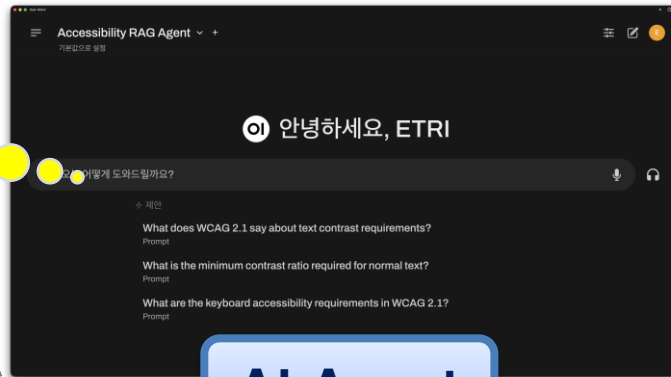 Accessibility RAG Agent
기본값으로 설정
E
OI 안녕하세요, ETRI
어떻게 도와드릴까요?
제안
What does WCAG 2.1 say about text contrast requirements?
Prompt
What is the minimum contrast ratio required for normal text?
Prompt
What are the keyboard accessibility requirements in WCAG 2.1?
Prompt
AI Agent